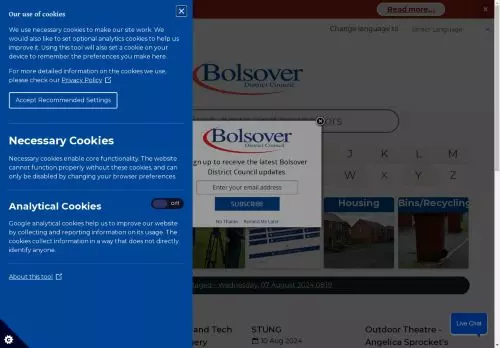 Our use of cookies
We use necessary cookies to make our site work. We
would also like to set optional analytics cookies to help us
improve it. Using this tool will also set a cookie on your
device to remember the preferences you make here.
For more detailed information on the cookies we use,
please check our Privacy Policy
Accept Recommended Settings
Necessary Cookies
Necessary cookies enable core functionality. The website
cannot function properly without these cookies, and can
only be disabled by changing your browser preferences.
Analytical Cookies
Off
Google analytics cookies help us to improve our website
by collecting and reporting information on its usage. The
cookies collect information in a way that does not directly
identify anyone.
About this tool
Read more...
Change language to
Select Language
Bolsover
District Council
J K L M
W X Y Z
Bolsover
District Council
Sign up to receive the latest Bolsover
District Council updates
Enter your email address
SUBSCRIBE
No Thanks
Remind Me Later
Housing
Bins/Recycling
- Wednesday, 07 August 2024 08:19
and Tech
STUNG
10 Aug 2024
Outdoor Theatre -
Angelica Sprocket's
Live Chat